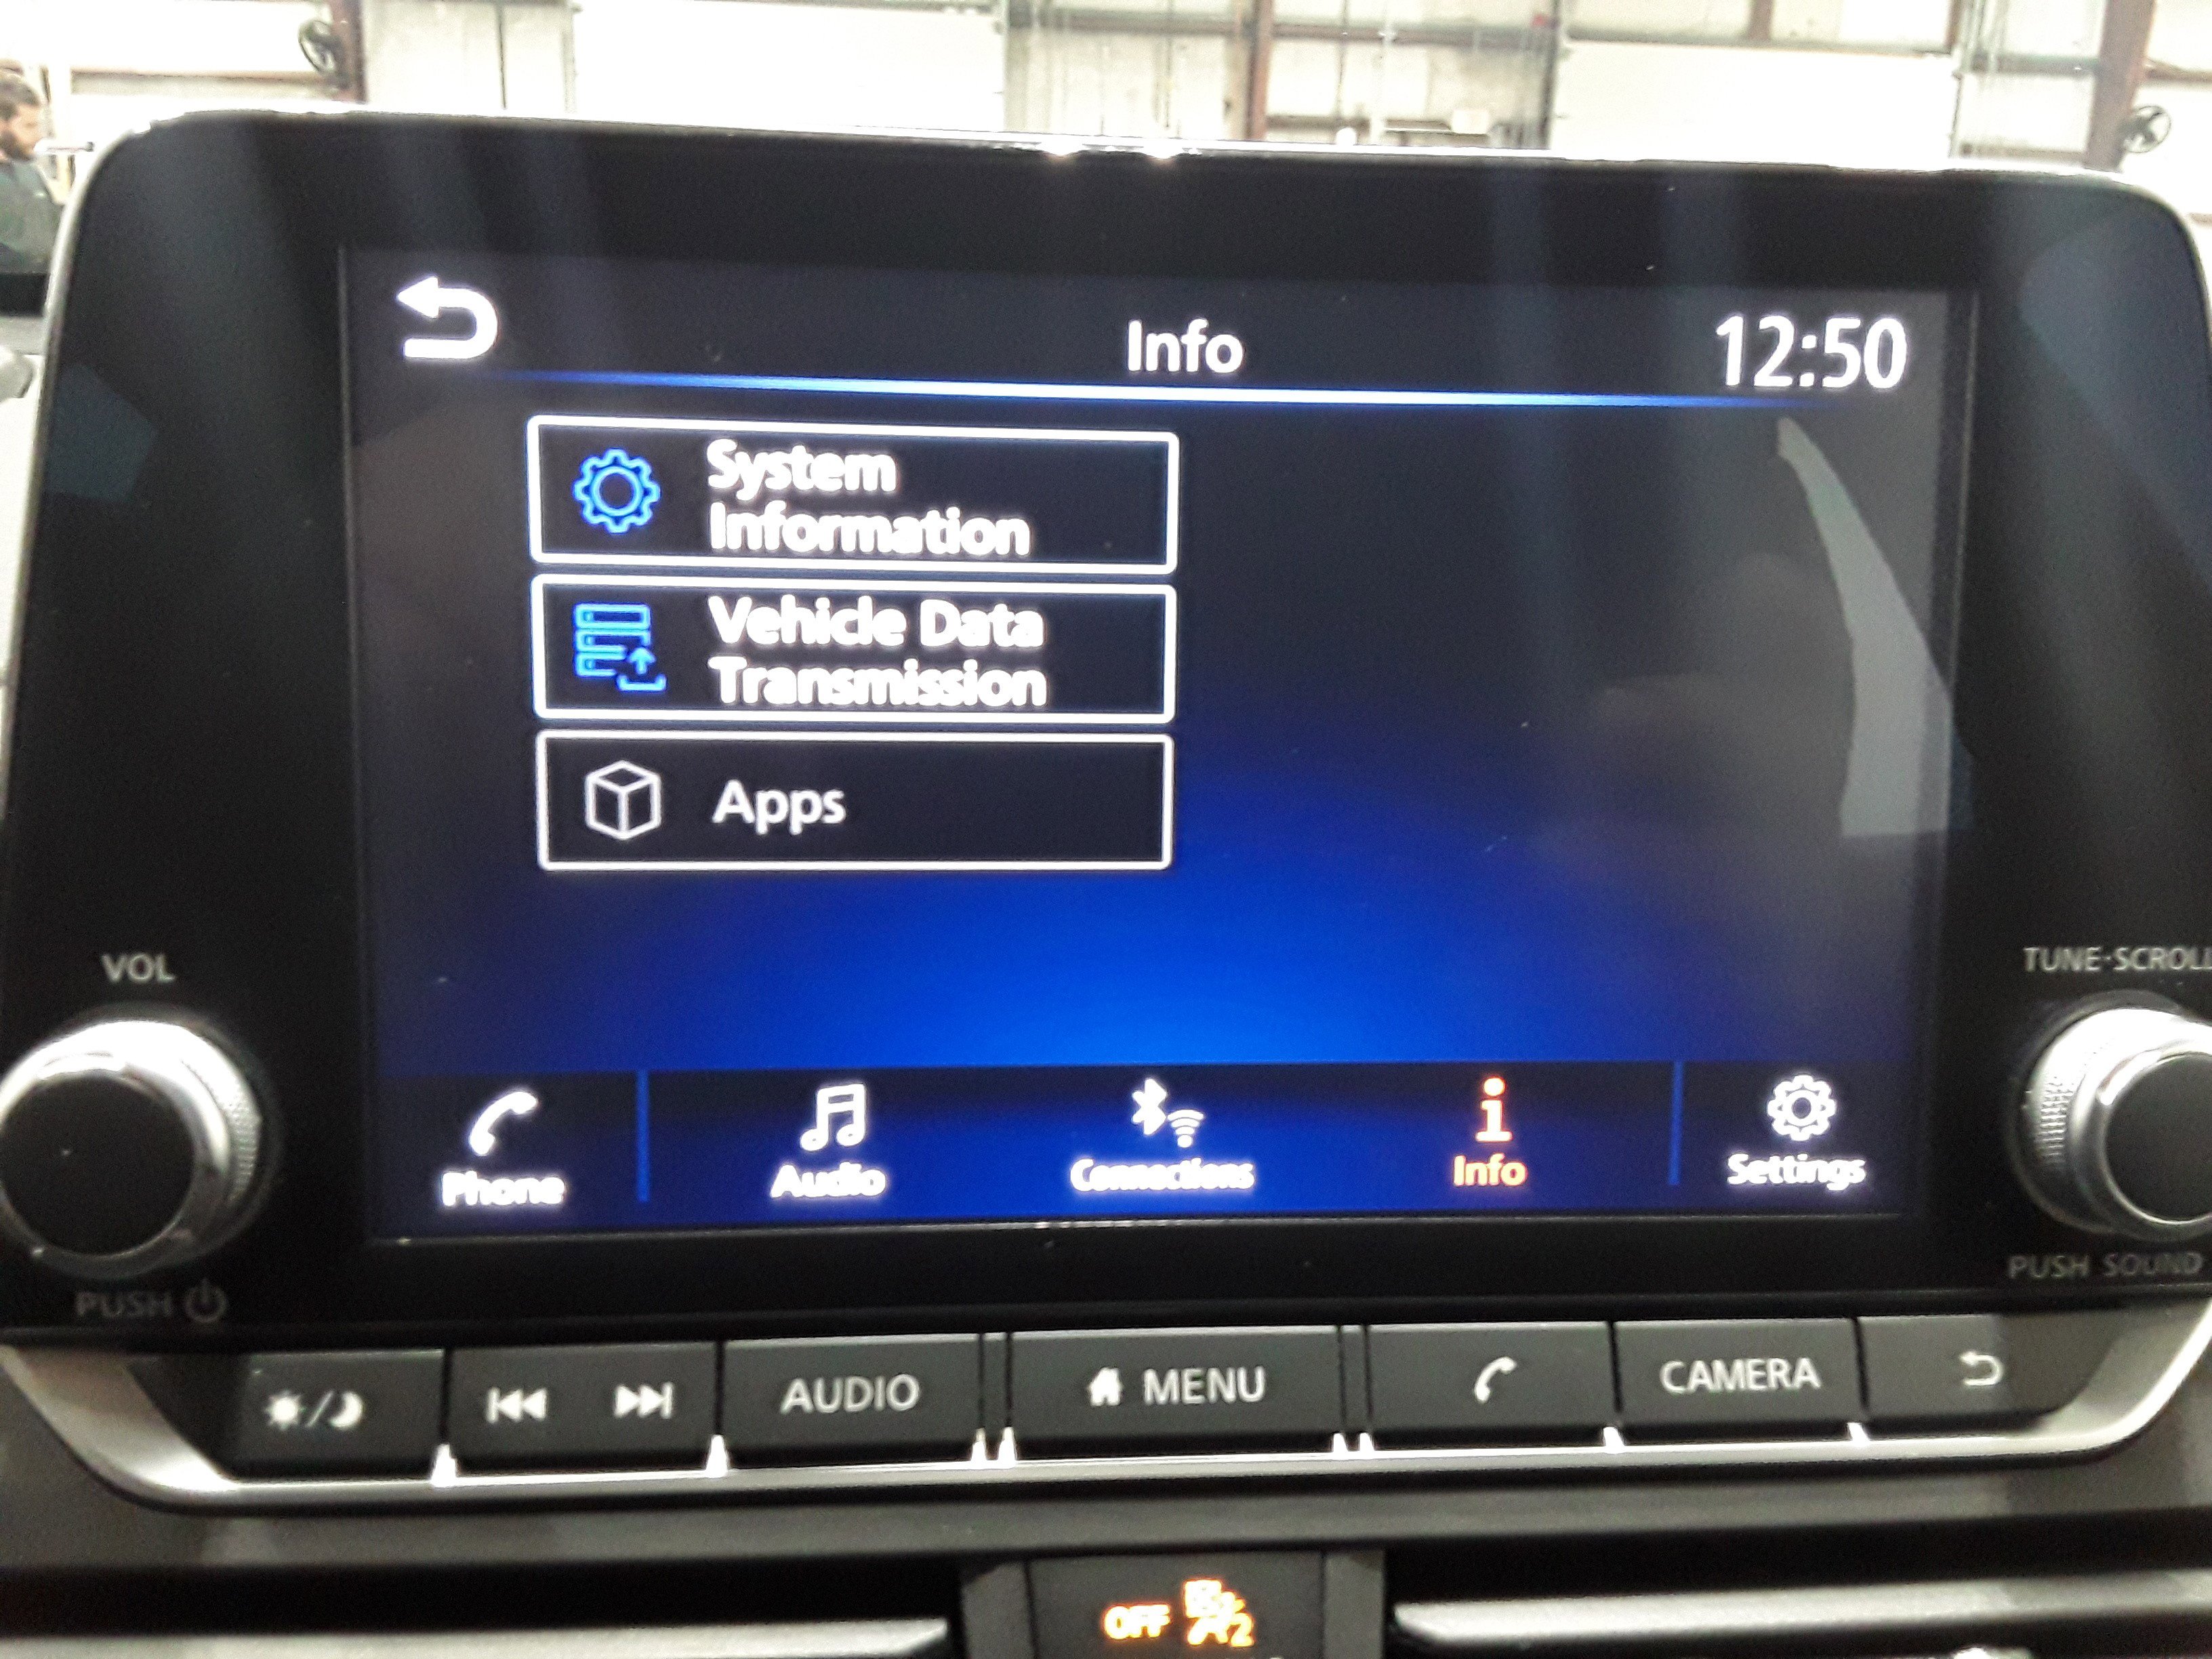 Info
12:50
System
Information
Vehicle Data
Transmission
Apps
VOL
TUNE·SCROLL
Phone
Audio
Connections
Info
Settings
PUSH
PUSH SOUND
AUDIO
MENU
CAMERA
OFF
2